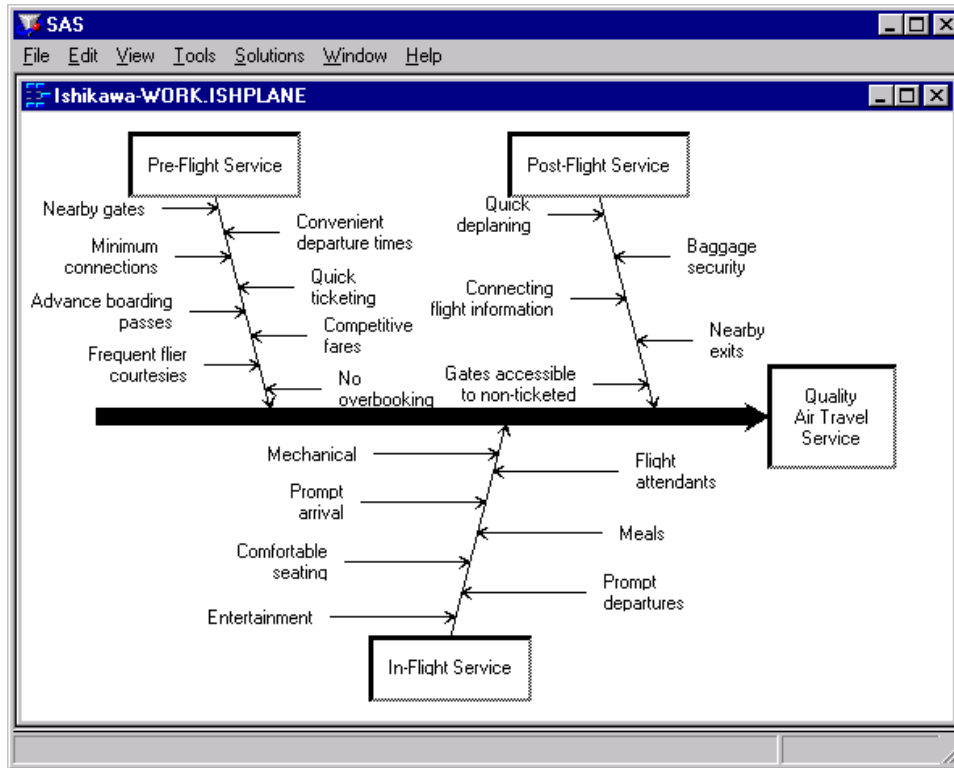 SAS
File Edit View Tools Solutions Window Help
Ishikawa-WORK.ISHPLANE
Pre-Flight Service
Post-Flight Service
Nearby gates
Convenient
departure times
Minimum
connections
Quick
ticketing
Advance boarding
passes
Competitive
fares
Frequent flier
courtesies
No
overbooking
Quick
deplaning
Baggage
security
Connecting
flight information
Nearby
exits
Gates accessible
to non-ticketed
Quality
Air Travel
Service
Mechanical
Flight
attendants
Prompt
arrival
Meals
Comfortable
seating
Prompt
departures
Entertainment
In-Flight Service